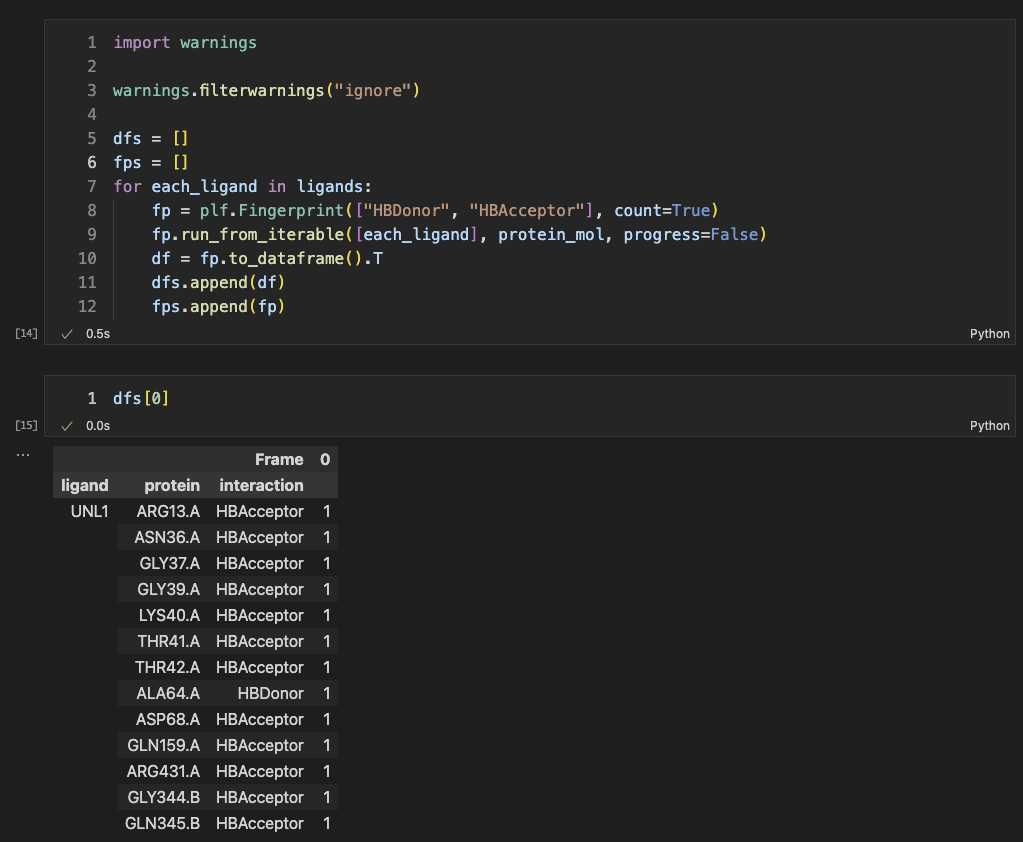 1 import warnings
2
3 warnings.filterwarnings("ignore")
4
5 dfs = []
6 fps = []
7 for each_ligand in ligands:
8 fp = plf.Fingerprint(["HBDonor", "HBAcceptor"], count=True)
9 fp.run_from_iterable([each_ligand], protein_mol, progress=False)
10 df = fp.to_dataframe().T
11 dfs.append(df)
12 fps.append(fp)
[14] ✓ 0.5s Python
1 dfs[0]
[15] ✓ 0.0s Python
...
Frame 0
ligand protein interaction
UNL1 ARG13.A HBAcceptor 1
ASN36.A HBAcceptor 1
GLY37.A HBAcceptor 1
GLY39.A HBAcceptor 1
LYS40.A HBAcceptor 1
THR41.A HBAcceptor 1
THR42.A HBAcceptor 1
ALA64.A HBDonor 1
ASP68.A HBAcceptor 1
GLN159.A HBAcceptor 1
ARG431.A HBAcceptor 1
GLY344.B HBAcceptor 1
GLN345.B HBAcceptor 1